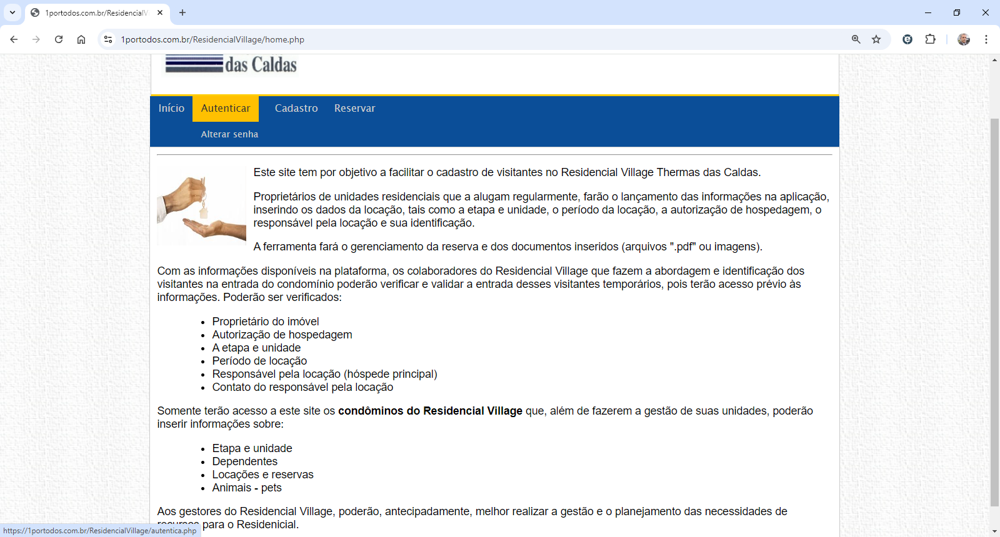 1portodos.com.br/ResidencialV
1portodos.com.br/ResidencialVillage/home.php
das Caldas
Início Autenticar Cadastro Reservar
Alterar senha
Este site tem por objetivo a facilitar o cadastro de visitantes no Residencial Village Thermas das Caldas.
Proprietários de unidades residenciais que a alugam regularmente, farão o lançamento das informações na aplicação,
inserindo os dados da locação, tais como a etapa e unidade, o período da locação, a autorização de hospedagem, o
responsável pela locação e sua identificação.
A ferramenta fará o gerenciamento da reserva e dos documentos inseridos (arquivos ".pdf" ou imagens).
Com as informações disponíveis na plataforma, os colaboradores do Residencial Village que fazem a abordagem e identificação dos
visitantes na entrada do condomínio poderão verificar e validar a entrada desses visitantes temporários, pois terão acesso prévio às
informações. Poderão ser verificados:
Proprietário do imóvel
Autorização de hospedagem
A etapa e unidade
Período de locação
Responsável pela locação (hóspede principal)
Contato do responsável pela locação
Somente terão acesso a este site os condôminos do Residencial Village que, além de fazerem a gestão de suas unidades, poderão
inserir informações sobre:
Etapa e unidade
Dependentes
Locações e reservas
Animais - pets
Aos gestores do Residencial Village, poderão, antecipadamente, melhor realizar a gestão e o planejamento das necessidades de
recursos para o Residenicial.
https://1portodos.com.br/ResidencialVillage/autentica.php